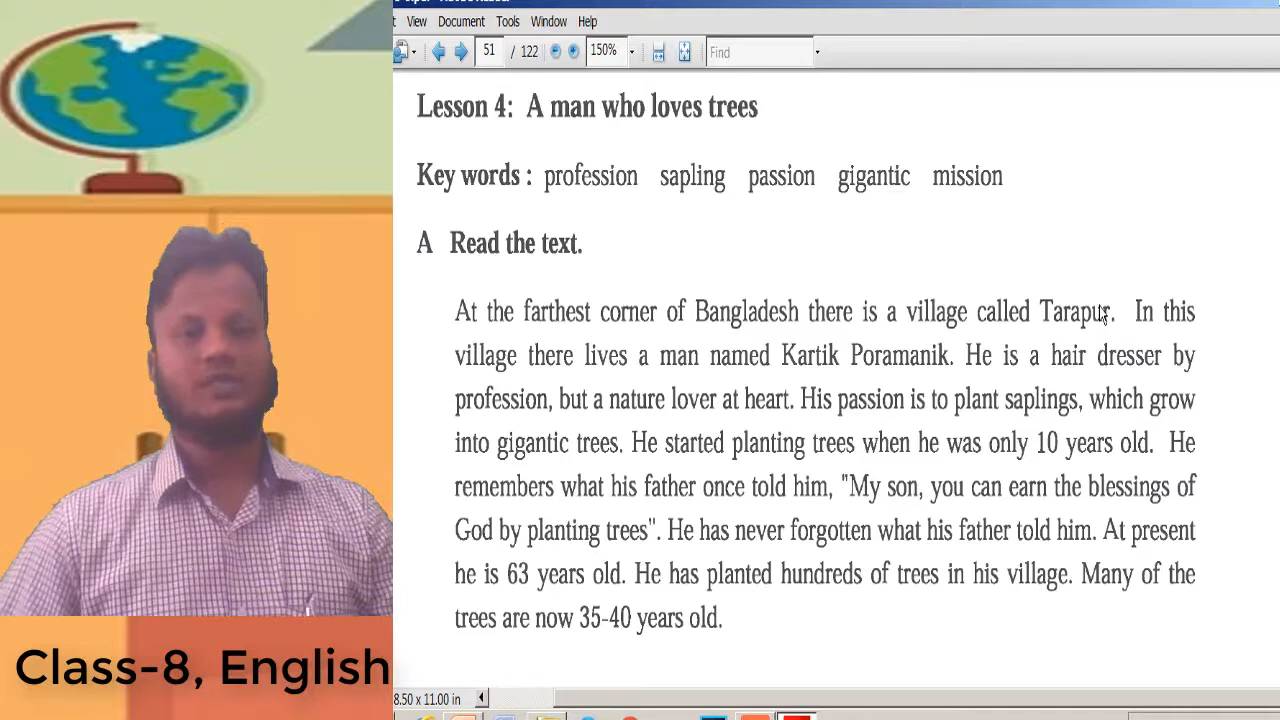 View Document Tools Window Help
51 / 122 150% Find
Lesson 4: A man who loves trees
Key words : profession sapling passion gigantic mission
A Read the text.
At the farthest corner of Bangladesh there is a village called Tarapur. In this
village there lives a man named Kartik Poramanik. He is a hair dresser by
profession, but a nature lover at heart. His passion is to plant saplings, which grow
into gigantic trees. He started planting trees when he was only 10 years old. He
remembers what his father once told him, "My son, you can earn the blessings of
God by planting trees". He has never forgotten what his father told him. At present
he is 63 years old. He has planted hundreds of trees in his village. Many of the
trees are now 35-40 years old.
Class-8, English
8.50 x 11.00 in